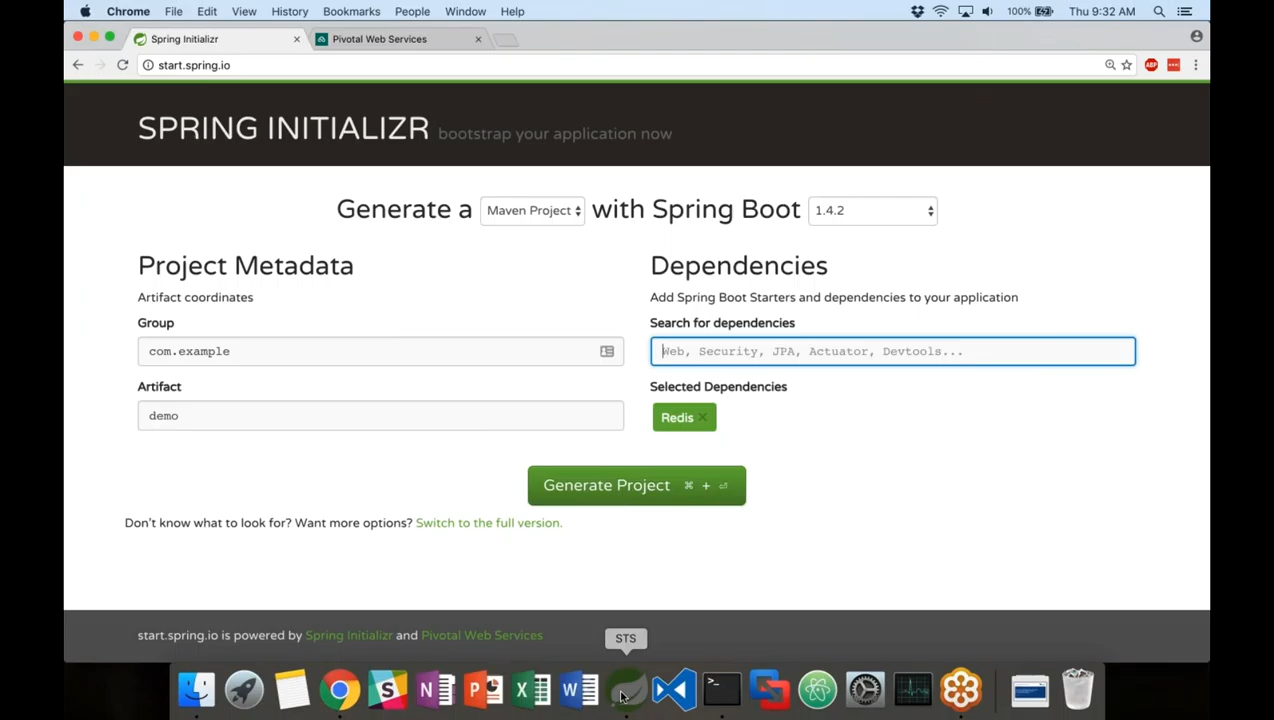 Chrome File Edit View History Bookmarks People Window Help 100% Thu 9:32 AM
Spring Initializr Pivotal Web Services
start.spring.io ABP
SPRING INITIALIZR bootstrap your application now
Generate a Maven Project with Spring Boot 1.4.2
Project Metadata
Artifact coordinates
Group
com.example
Artifact
demo
Dependencies
Add Spring Boot Starters and dependencies to your application
Search for dependencies
Web, Security, JPA, Actuator, Devtools...
Selected Dependencies
Redis ×
Generate Project ⌘ + ⏎
Don't know what to look for? Want more options? Switch to the full version.
start.spring.io is powered by Spring Initializr and Pivotal Web Services
STS